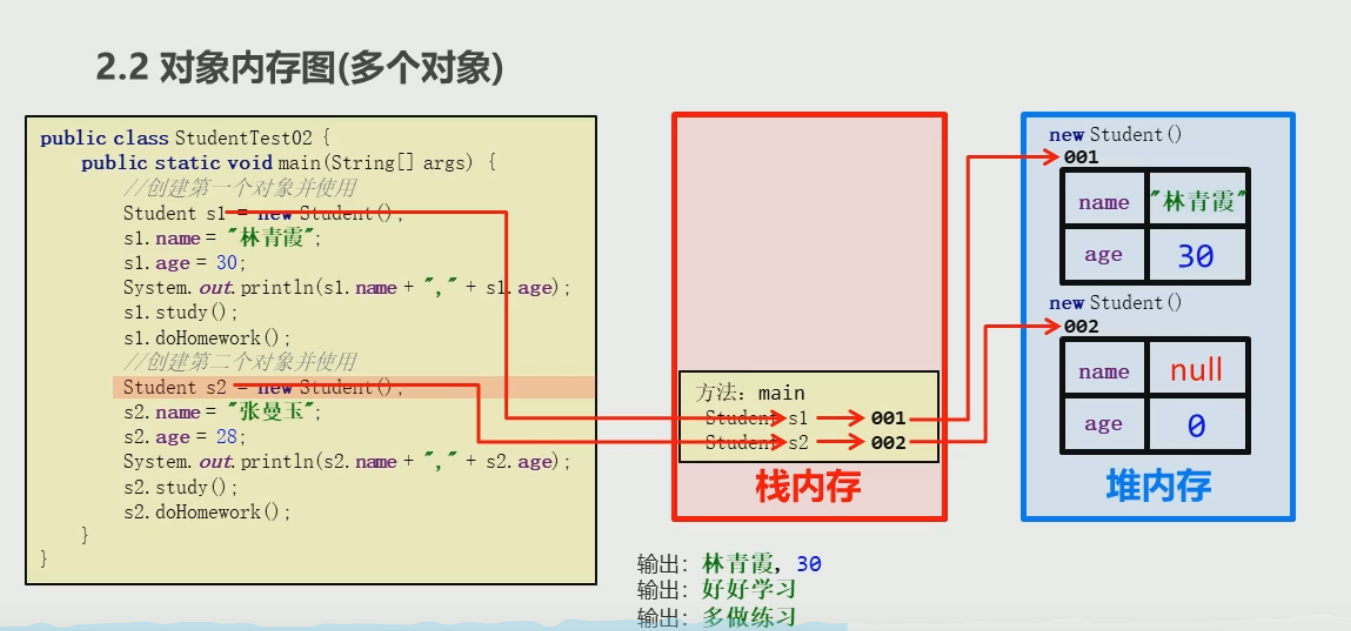 2.2 对象内存图(多个对象)
public class StudentTest02 {
public static void main(String[] args) {
//创建第一个对象并使用
Student s1 = new Student();
s1.name = "林青霞";
s1.age = 30;
System.out.println(s1.name + "," + s1.age);
s1.study();
s1.doHomework();
//创建第二个对象并使用
Student s2 = new Student();
s2.name = "张曼玉";
s2.age = 28;
System.out.println(s2.name + "," + s2.age);
s2.study();
s2.doHomework();
}
}
方法: main
Student s1 001
Student s2 002
栈内存
new Student()
001
name "林青霞"
age 30
new Student()
002
name null
age 0
堆内存
输出: 林青霞, 30
输出: 好好学习
输出: 多做练习